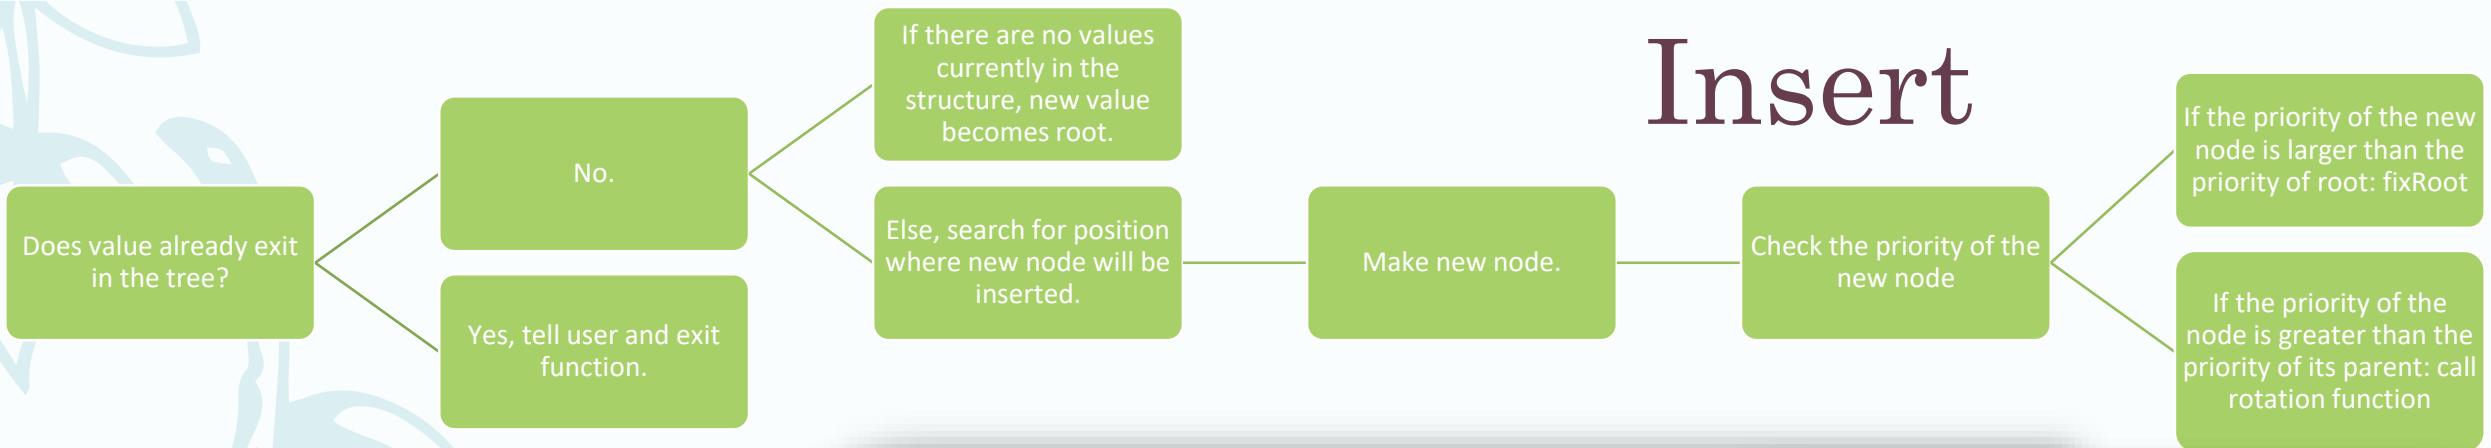 Insert
Does value already exit
in the tree?
No.
Yes, tell user and exit
function.
If there are no values
currently in the
structure, new value
becomes root.
Else, search for position
where new node will be
inserted.
Make new node.
Check the priority of the
new node
If the priority of the new
node is larger than the
priority of root: fixRoot
If the priority of the
node is greater than the
priority of its parent: call
rotation function